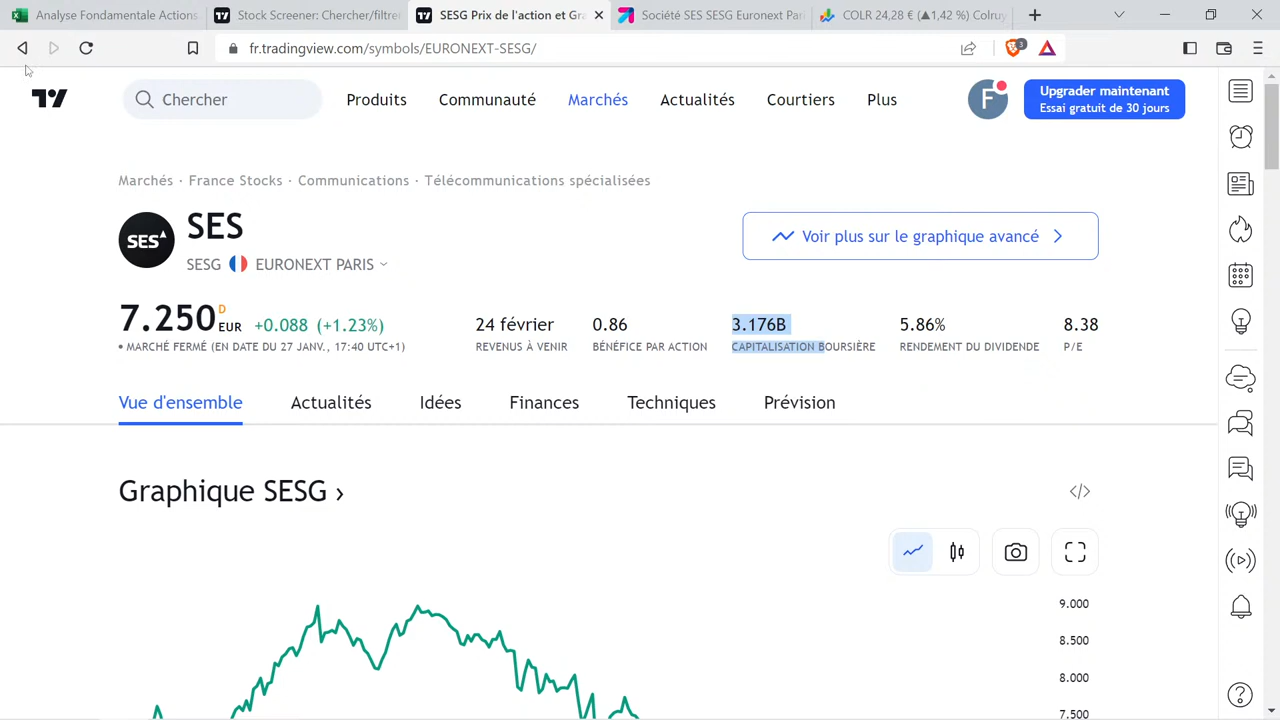 Analyse Fondamentale Actions
Stock Screener: Chercher/filtrer
SESG Prix de l'action et Gra
Société SES SESG Euronext Par
COLR 24,28 € (▲1,42 %) Colruy
fr.tradingview.com/symbols/EURONEXT-SESG/
3
Chercher
Produits
Communauté
Marchés
Actualités
Courtiers
Plus
F
Upgrader maintenant
Essai gratuit de 30 jours
Marchés · France Stocks · Communications · Télécommunications spécialisées
SES
SES
SESG EURONEXT PARIS
Voir plus sur le graphique avancé
7.250 D EUR +0.088 (+1.23%)
• MARCHÉ FERMÉ (EN DATE DU 27 JANV., 17:40 UTC+1)
24 février
REVENUS À VENIR
0.86
BÉNÉFICE PAR ACTION
3.176B
CAPITALISATION BOURSIÈRE
5.86%
RENDEMENT DU DIVIDENDE
8.38
P/E
Vue d'ensemble
Actualités
Idées
Finances
Techniques
Prévision
Graphique SESG ›
9.000
8.500
8.000
7.500